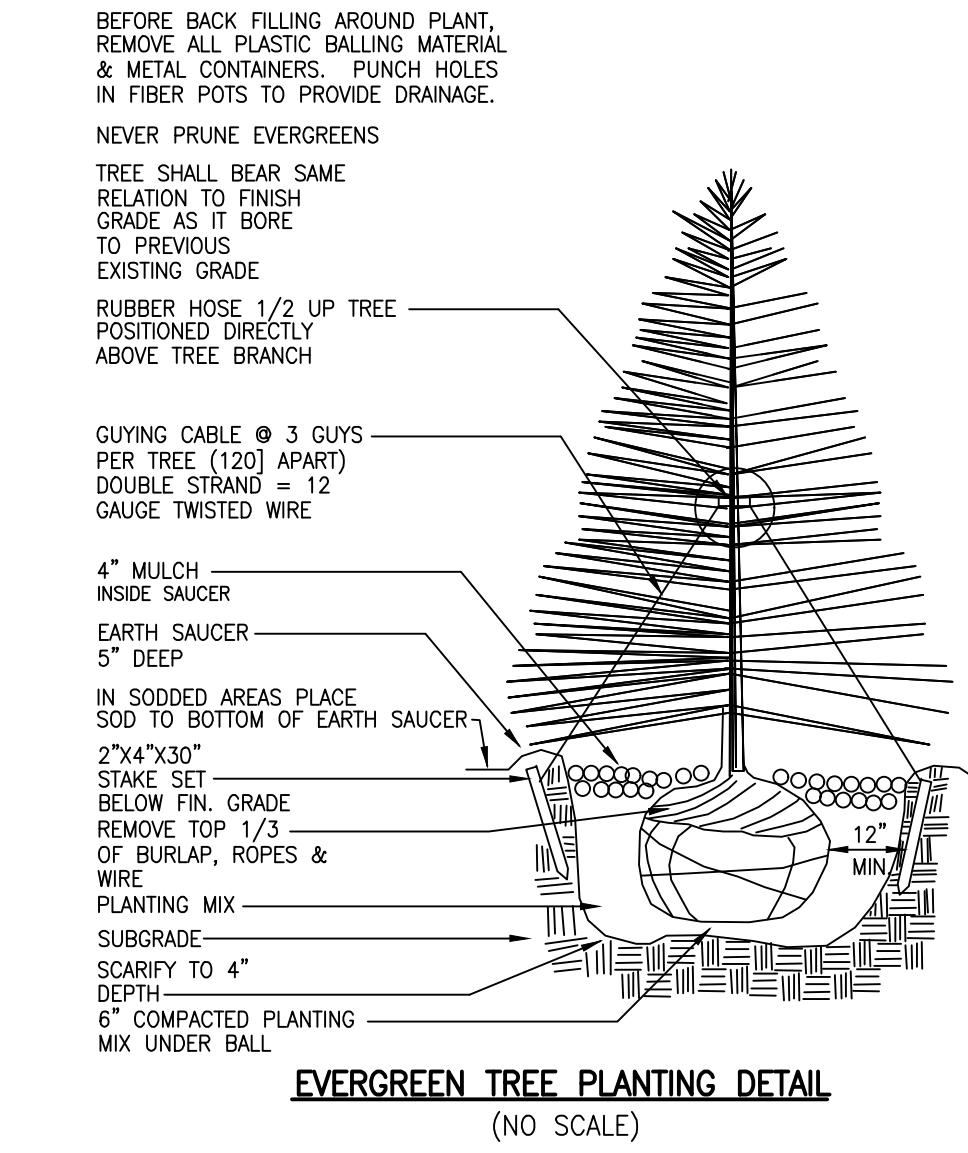 BEFORE BACK FILLING AROUND PLANT,
REMOVE ALL PLASTIC BALLING MATERIAL
& METAL CONTAINERS. PUNCH HOLES
IN FIBER POTS TO PROVIDE DRAINAGE.
NEVER PRUNE EVERGREENS
TREE SHALL BEAR SAME
RELATION TO FINISH
GRADE AS IT BORE
TO PREVIOUS
EXISTING GRADE
RUBBER HOSE 1/2 UP TREE
POSITIONED DIRECTLY
ABOVE TREE BRANCH
GUYING CABLE @ 3 GUYS
PER TREE (120] APART)
DOUBLE STRAND = 12
GAUGE TWISTED WIRE
4" MULCH
INSIDE SAUCER
EARTH SAUCER
5" DEEP
IN SODDED AREAS PLACE
SOD TO BOTTOM OF EARTH SAUCER
2"X4"X30"
STAKE SET
BELOW FIN. GRADE
REMOVE TOP 1/3
OF BURLAP, ROPES &
WIRE
PLANTING MIX
SUBGRADE
SCARIFY TO 4"
DEPTH
6" COMPACTED PLANTING
MIX UNDER BALL
12"
MIN.
EVERGREEN TREE PLANTING DETAIL
(NO SCALE)